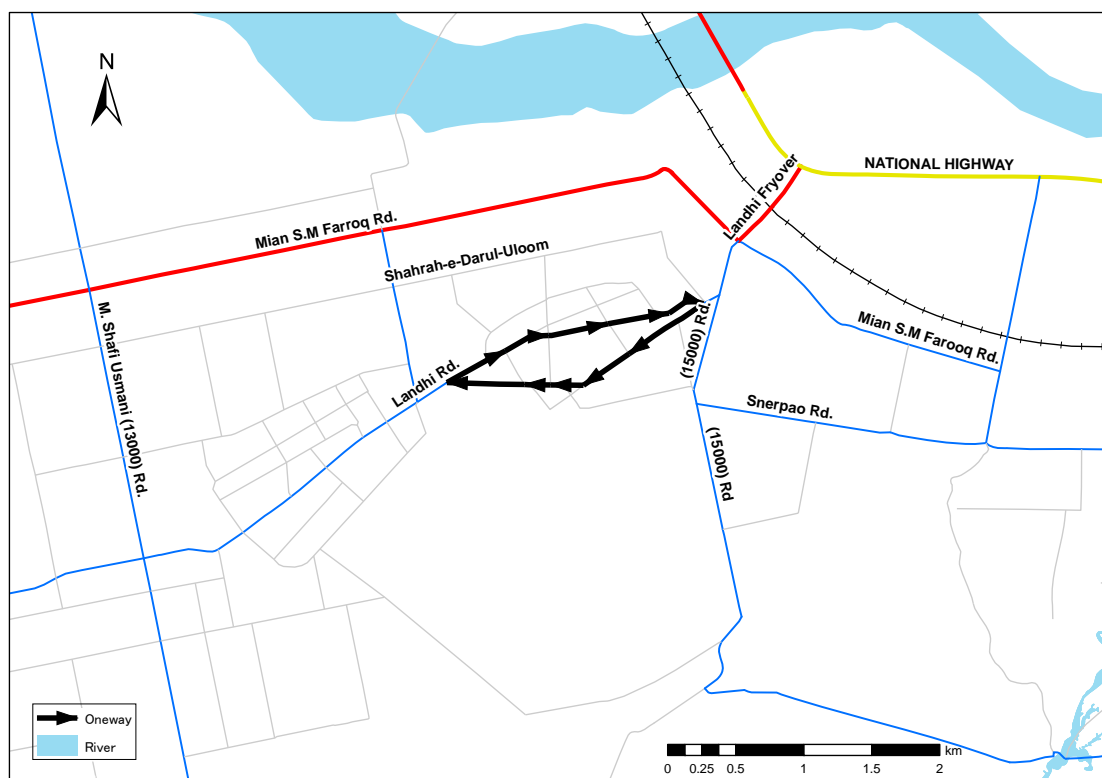 N
NATIONAL HIGHWAY
Landhi Fryover
Mian S.M Farroq Rd.
Shahrah-e-Darul-Uloom
M. Shafi Usmani (13000) Rd.
Landhi Rd.
(15000) Rd.
Mian S.M Farooq Rd.
Snerpao Rd.
(15000) Rd
Oneway
River
km
0 0.25 0.5 1 1.5 2